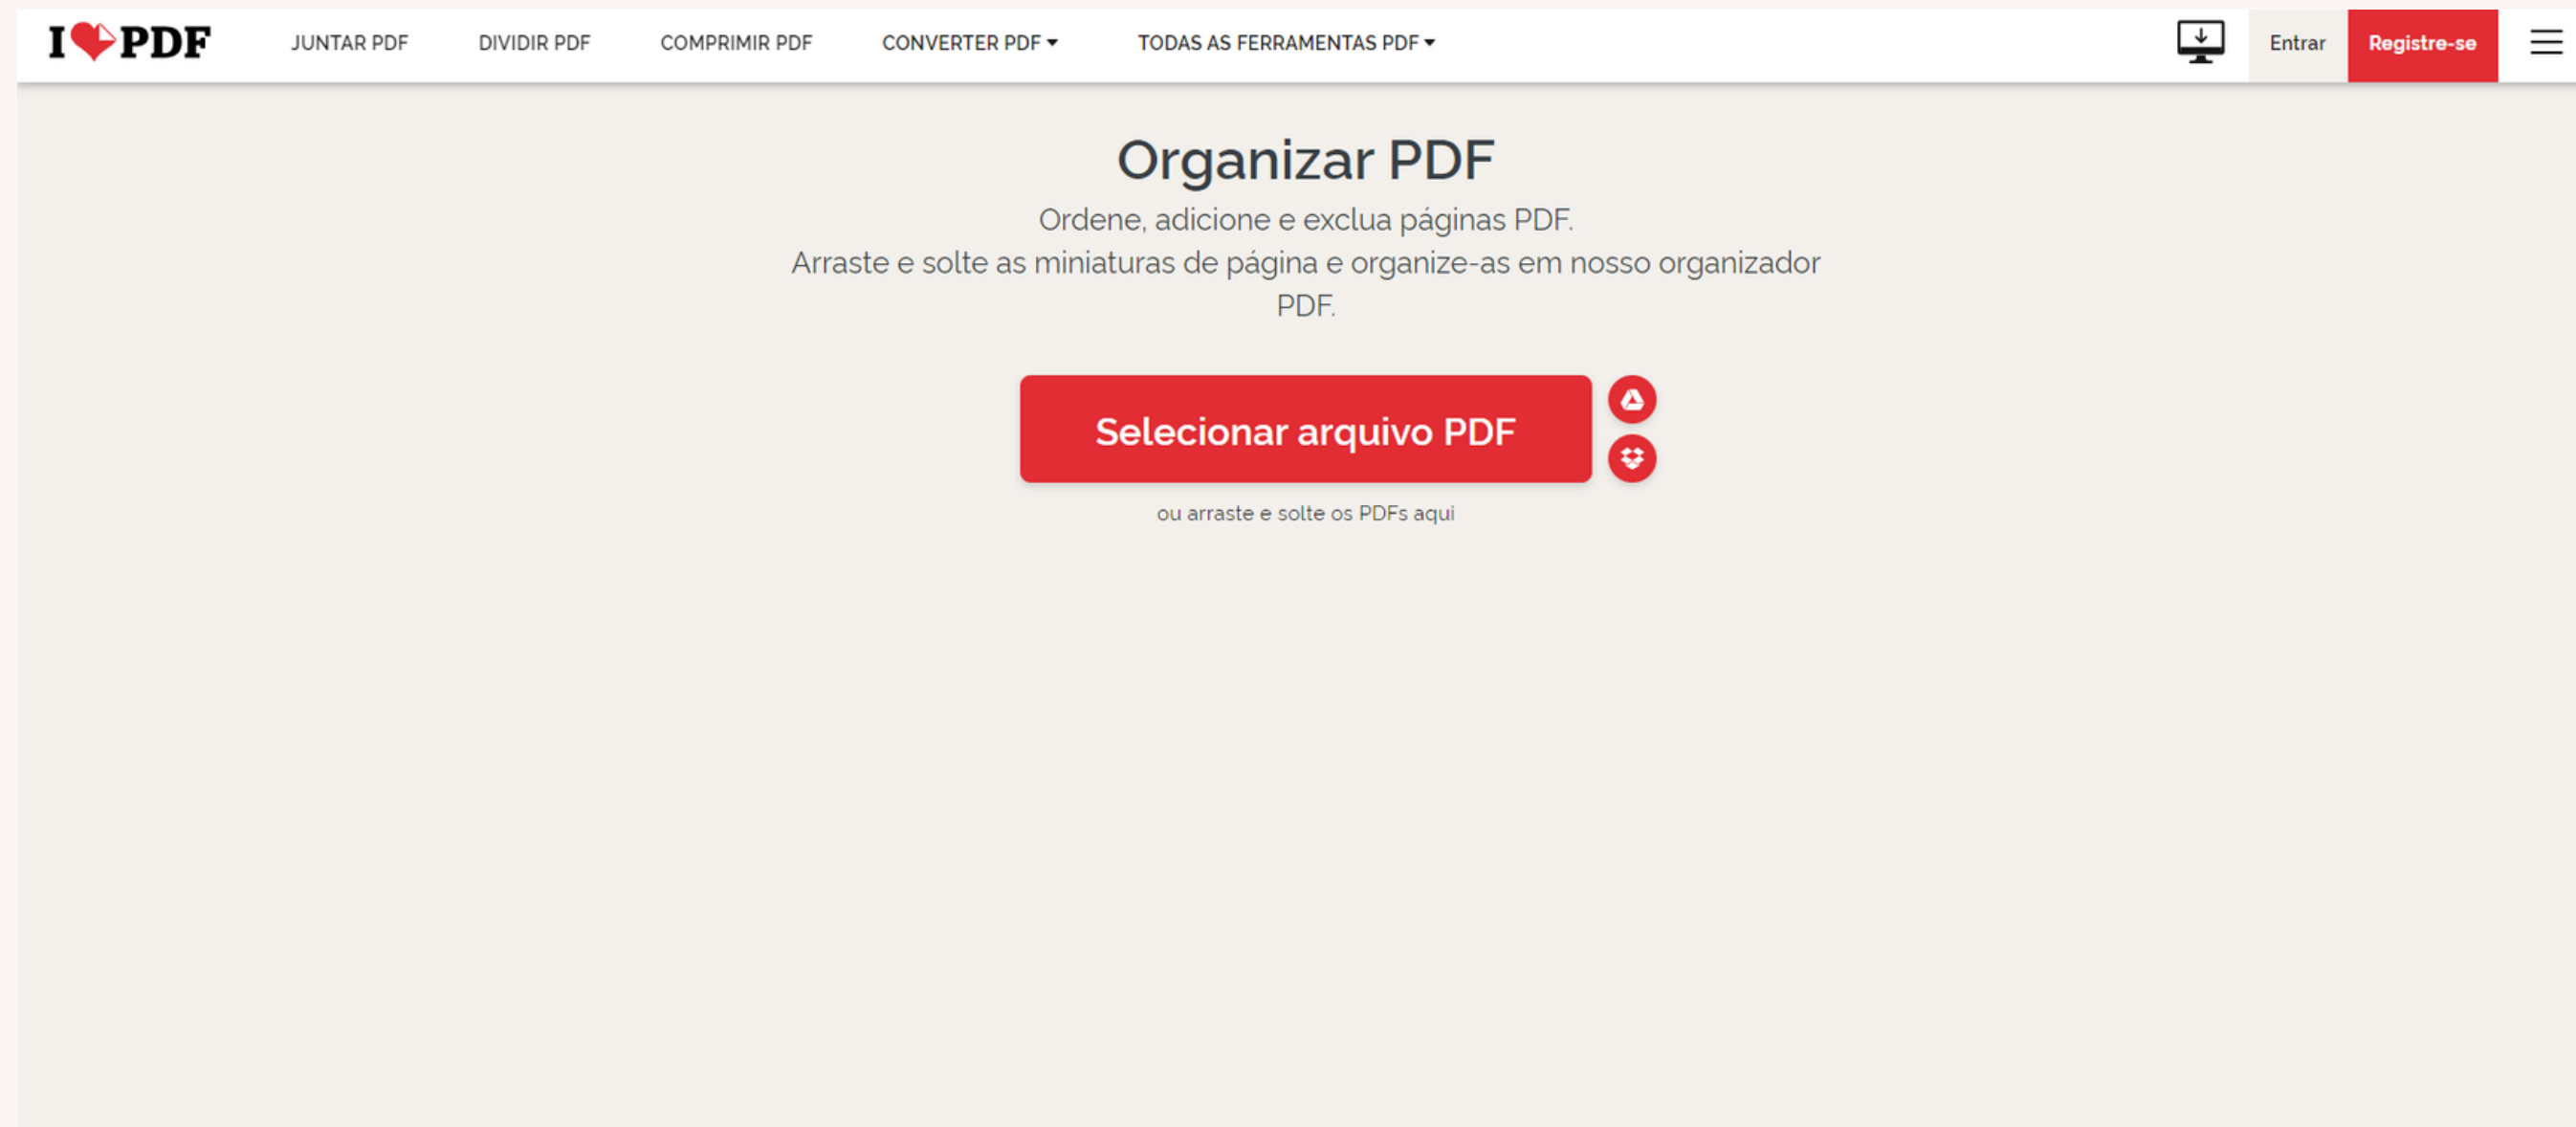 I PDF
JUNTAR PDF
DIVIDIR PDF
COMPRIMIR PDF
CONVERTER PDF
TODAS AS FERRAMENTAS PDF
Entrar
Registre-se
Organizar PDF
Ordene, adicione e exclua páginas PDF.
Arraste e solte as miniaturas de página e organize-as em nosso organizador
PDF.
Selecionar arquivo PDF
ou arraste e solte os PDFs aqui